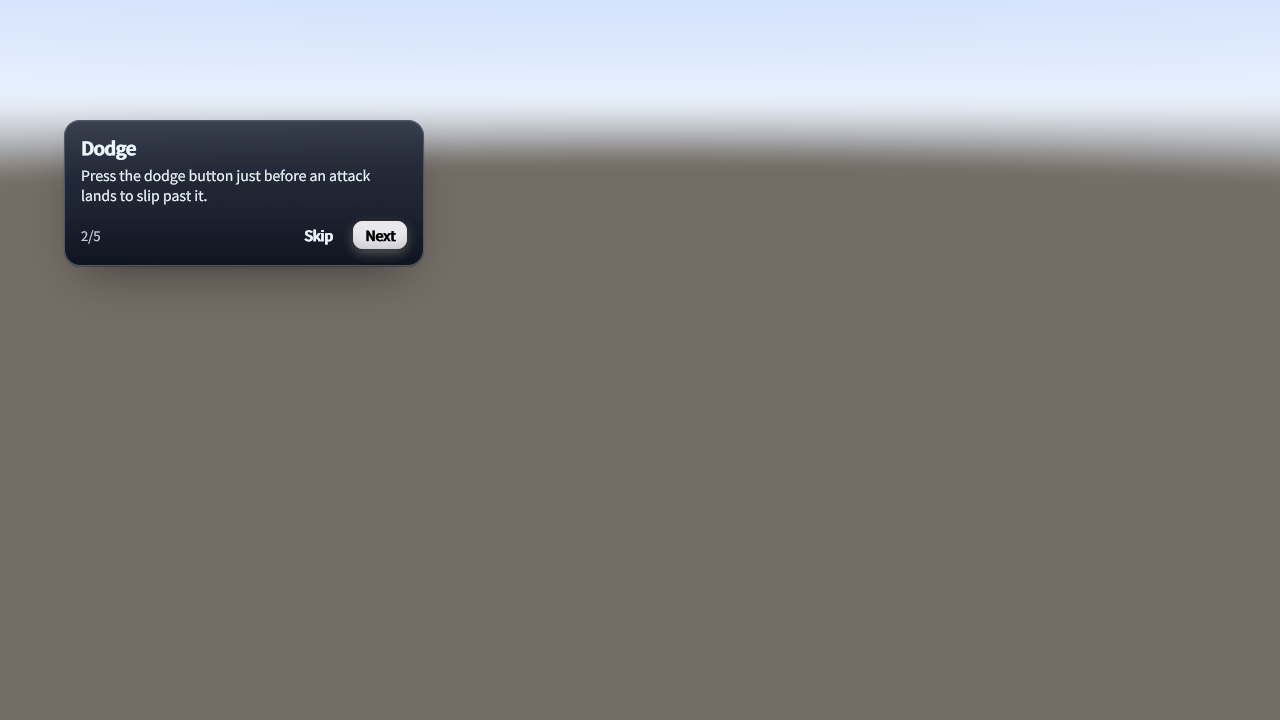 Dodge
Press the dodge button just before an attack
lands to slip past it.
2/5
Skip
Next